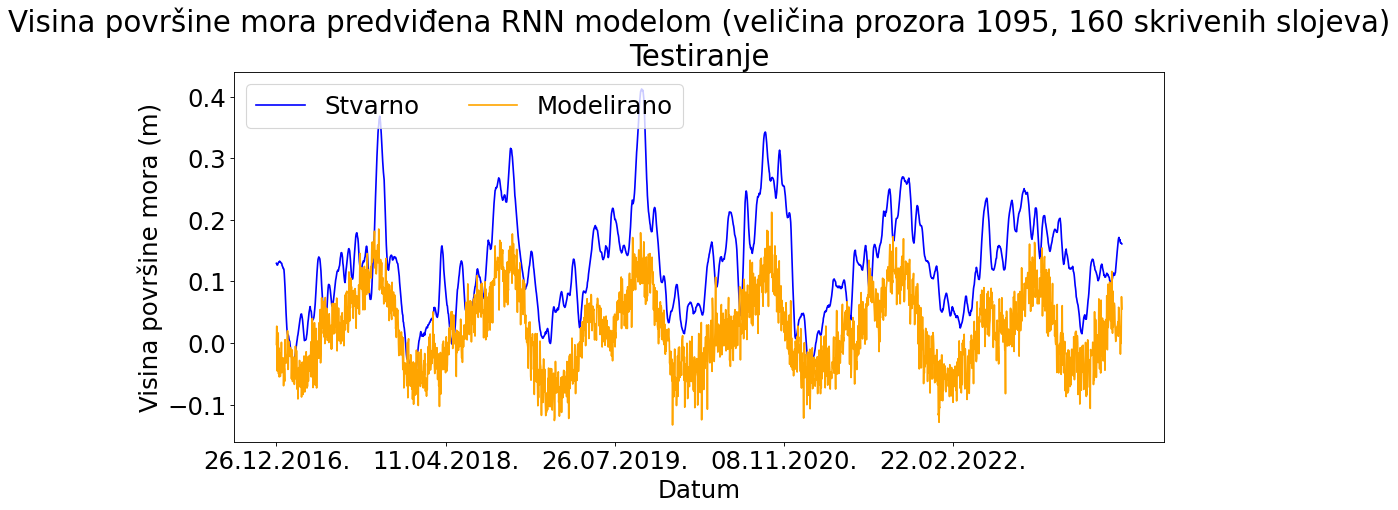 Visina površine mora predviđena RNN modelom (veličina prozora 1095, 160 skrivenih slojeva)
Testiranje
Stvarno Modelirano
Visina površine mora (m)
0.4
0.3
0.2
0.1
0.0
−0.1
26.12.2016. 11.04.2018. 26.07.2019. 08.11.2020. 22.02.2022.
Datum